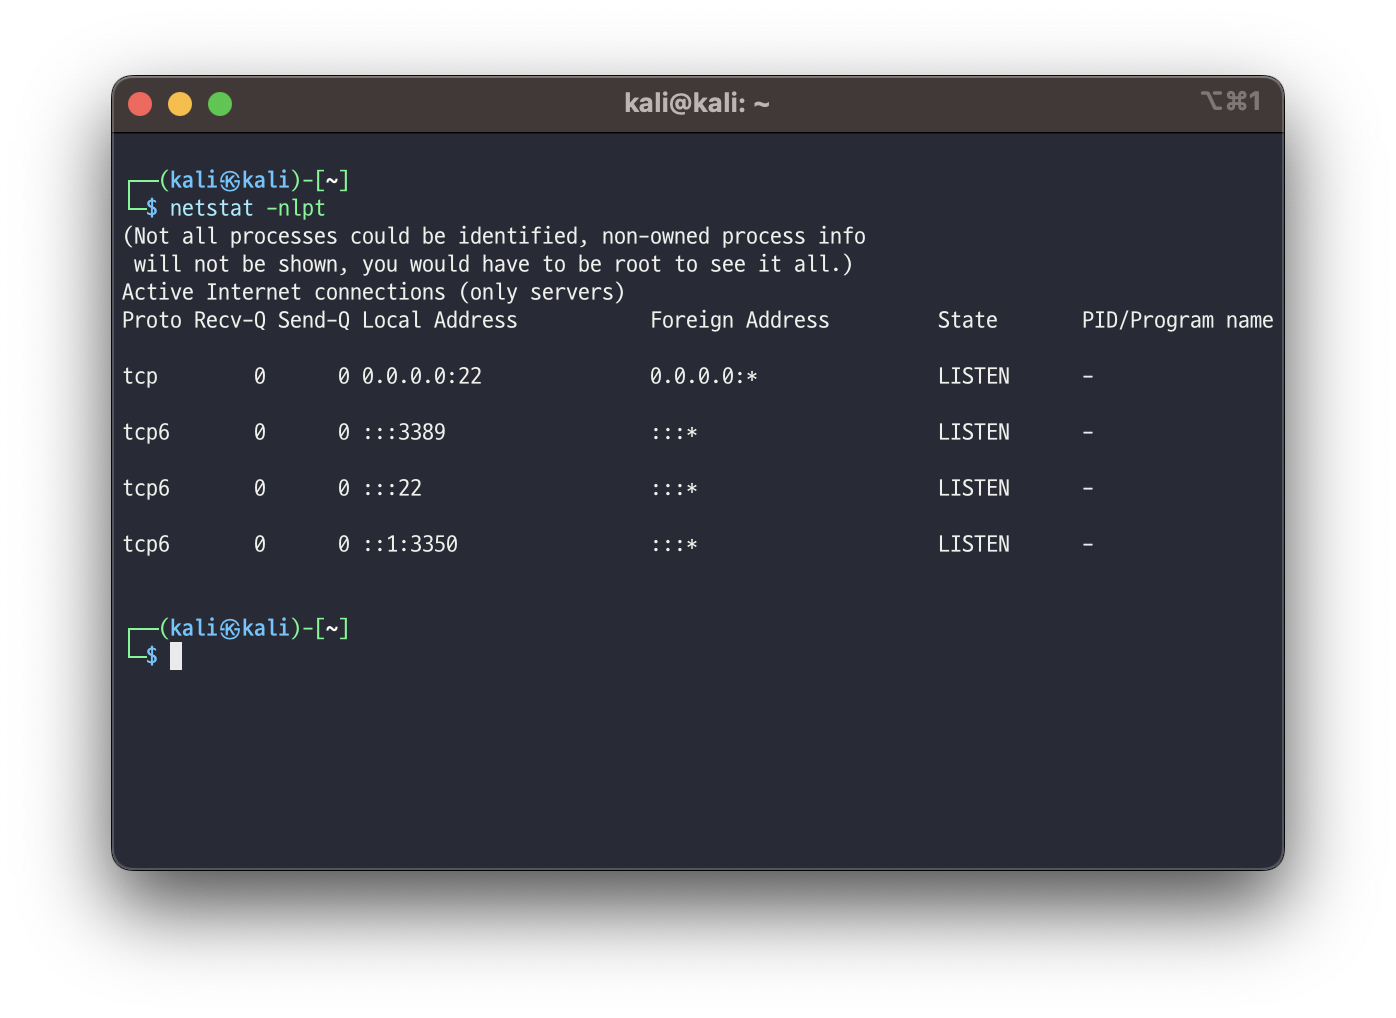 kali@kali: ~
⌥⌘1
┌──(kali㉿kali)-[~]
└─$ netstat -nlpt
(Not all processes could be identified, non-owned process info
 will not be shown, you would have to be root to see it all.)
Active Internet connections (only servers)
Proto Recv-Q Send-Q Local Address           Foreign Address         State       PID/Program name
tcp        0      0 0.0.0.0:22              0.0.0.0:*               LISTEN      -
tcp6       0      0 :::3389                 :::*                    LISTEN      -
tcp6       0      0 :::22                   :::*                    LISTEN      -
tcp6       0      0 ::1:3350                :::*                    LISTEN      -
┌──(kali㉿kali)-[~]
└─$